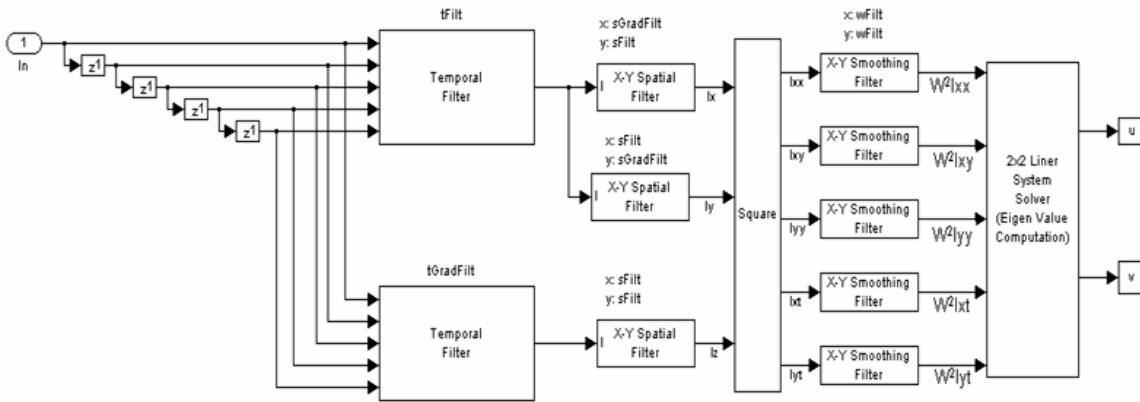 tFilt
x: sGradFilt
y: sFilt
x: wFilt
y: wFilt
1
In
z1
z1
z1
z1
Temporal
Filter
I
X-Y Spatial
Filter
Ix
x: sFilt
y: sGradFilt
I
X-Y Spatial
Filter
Iy
tGradFilt
Temporal
Filter
x: sFilt
y: sFilt
I
X-Y Spatial
Filter
Iz
Square
Ixx
X-Y Smoothing
Filter
W²Ixx
Ixy
X-Y Smoothing
Filter
W²Ixy
Iyy
X-Y Smoothing
Filter
W²Iyy
Ixt
X-Y Smoothing
Filter
W²Ixt
Iyt
X-Y Smoothing
Filter
W²Iyt
2x2 Liner
System
Solver
(Eigen Value
Computation)
u
v